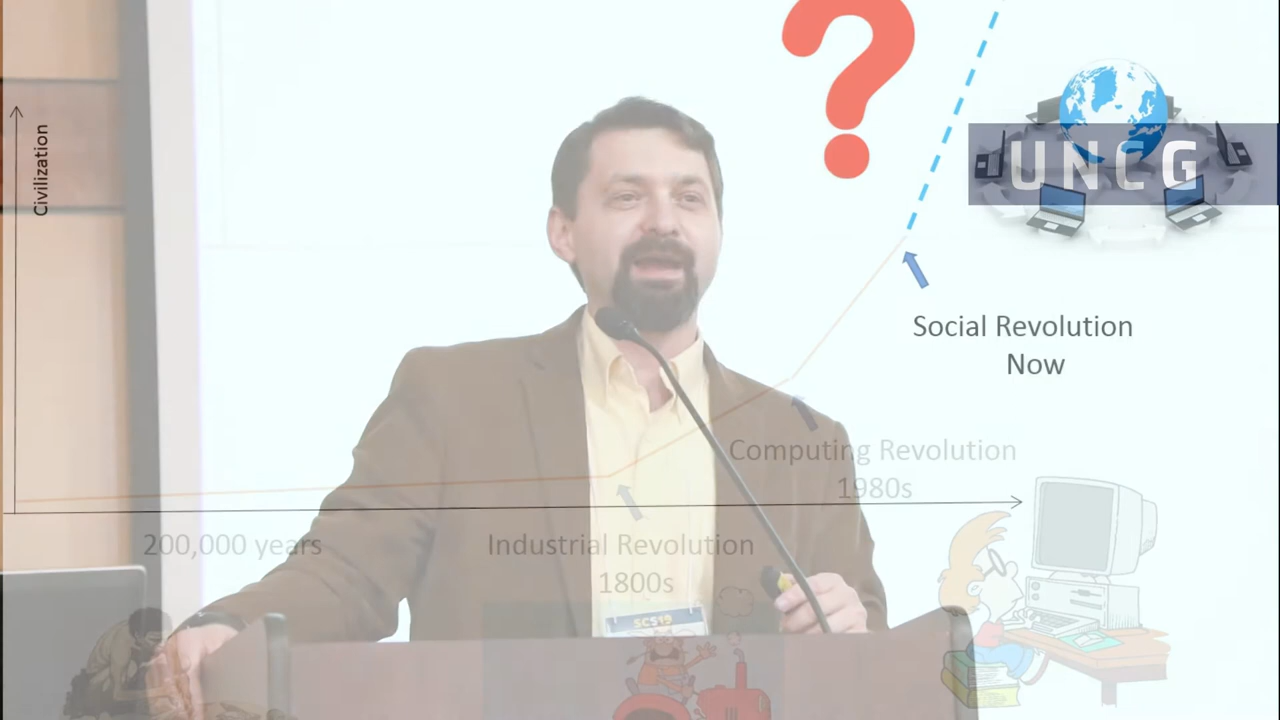 Civilization
UNCG
Social Revolution
Now
Computing Revolution
1980s
200,000 years
Industrial Revolution
1800s
SCS19